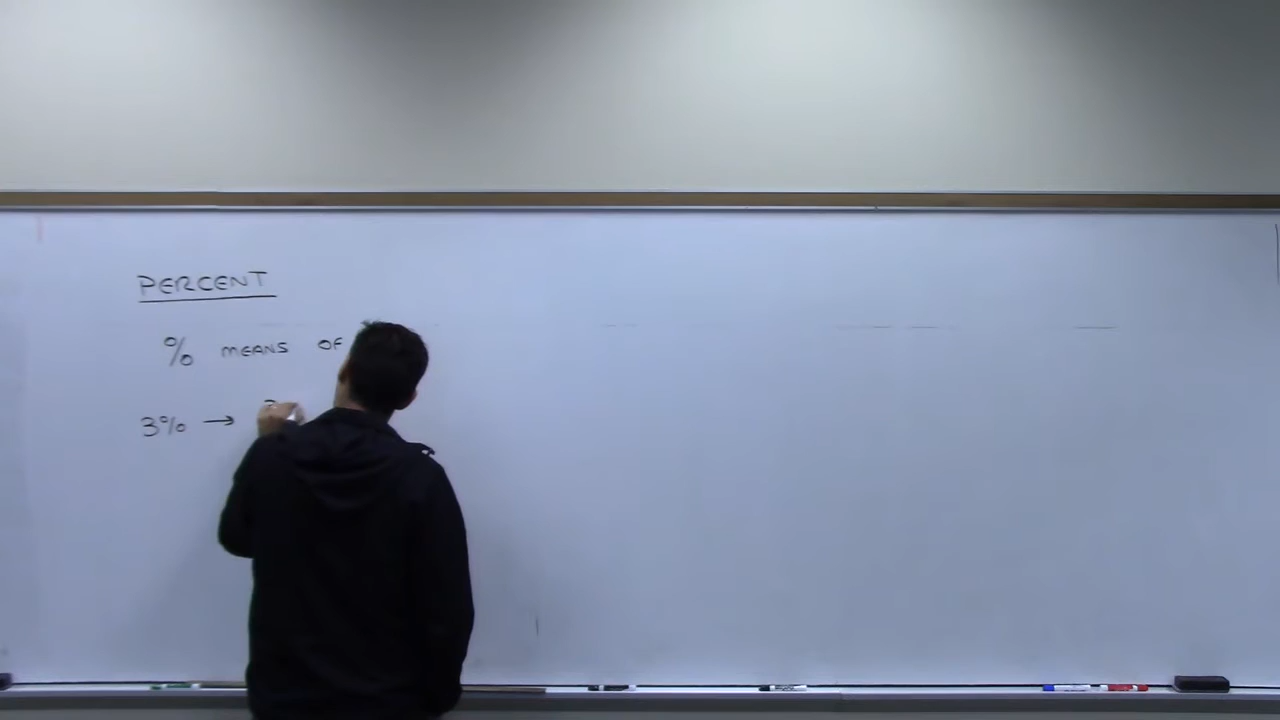 PERCENT
% MEANS OF
3% →